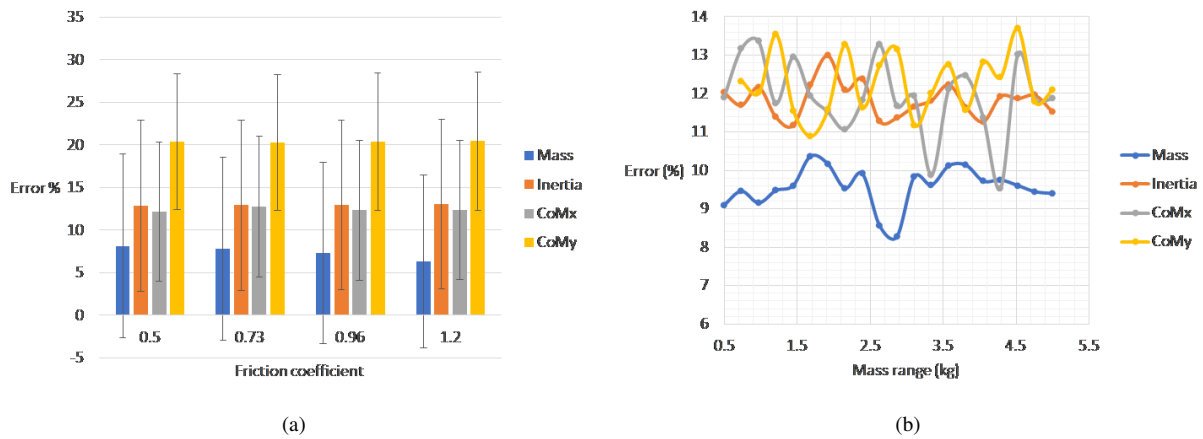 35
30
25
20
15
10
5
0
-5
Error %
0.5 0.73 0.96 1.2
Friction coefficient
Mass
Inertia
CoMx
CoMy
(a)
14
13
12
11
10
9
8
7
6
Error (%)
0.5 1.5 2.5 3.5 4.5 5.5
Mass range (kg)
Mass
Inertia
CoMx
CoMy
(b)